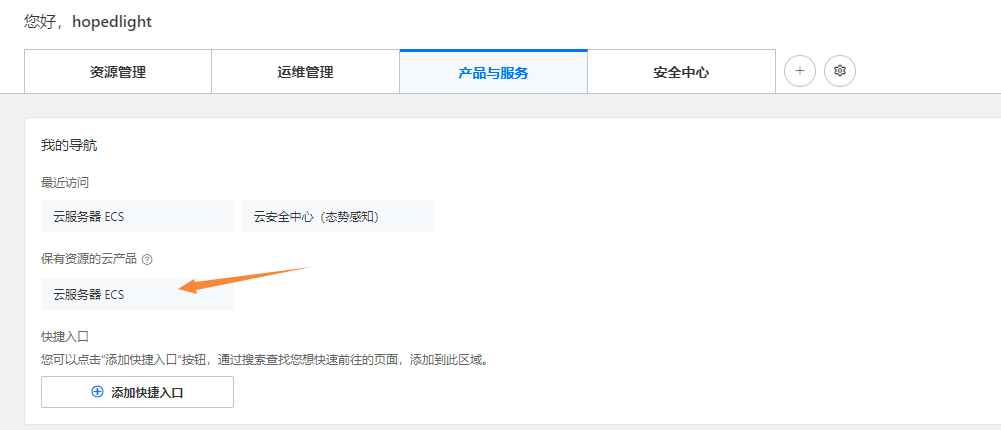 您好，hopedlight
资源管理 运维管理 产品与服务 安全中心
我的导航
最近访问
云服务器 ECS 云安全中心（态势感知）
保有资源的云产品
云服务器 ECS
快捷入口
您可以点击“添加快捷入口”按钮，通过搜索查找您想快速前往的页面，添加到此区域。
添加快捷入口